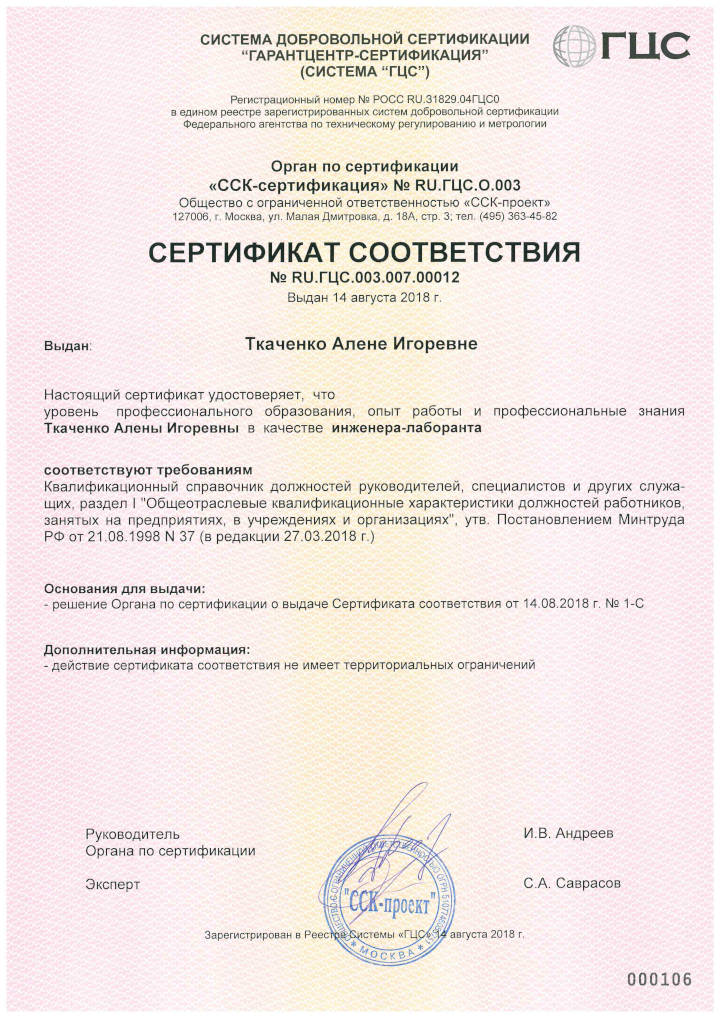 СИСТЕМА ДОБРОВОЛЬНОЙ СЕРТИФИКАЦИИ
“ГАРАНТЦЕНТР-СЕРТИФИКАЦИЯ”
(СИСТЕМА “ГЦС”)
ГЦС
Регистрационный номер № РОСС RU.31829.04ГЦС0
в едином реестре зарегистрированных систем добровольной сертификации
Федерального агентства по техническому регулированию и метрологии
Орган по сертификации
«ССК-сертификация» № RU.ГЦС.О.003
Общество с ограниченной ответственностью «ССК-проект»
127006, г. Москва, ул. Малая Дмитровка, д. 18А, стр. 3; тел. (495) 363-45-82
СЕРТИФИКАТ СООТВЕТСТВИЯ
№ RU.ГЦС.003.007.00012
Выдан 14 августа 2018 г.
Выдан: Ткаченко Алене Игоревне
Настоящий сертификат удостоверяет, что
уровень профессионального образования, опыт работы и профессиональные знания
Ткаченко Алены Игоревны в качестве инженера-лаборанта
соответствуют требованиям
Квалификационный справочник должностей руководителей, специалистов и других служа-
щих, раздел I "Общеотраслевые квалификационные характеристики должностей работников,
занятых на предприятиях, в учреждениях и организациях", утв. Постановлением Минтруда
РФ от 21.08.1998 N 37 (в редакции 27.03.2018 г.)
Основания для выдачи:
- решение Органа по сертификации о выдаче Сертификата соответствия от 14.08.2018 г. № 1-С
Дополнительная информация:
- действие сертификата соответствия не имеет территориальных ограничений
Руководитель
Органа по сертификации
И.В. Андреев
Эксперт
С.А. Саврасов
"ССК-проект"
* МОСКВА *
Зарегистрирован в Реестре Системы «ГЦС» 14 августа 2018 г.
000106